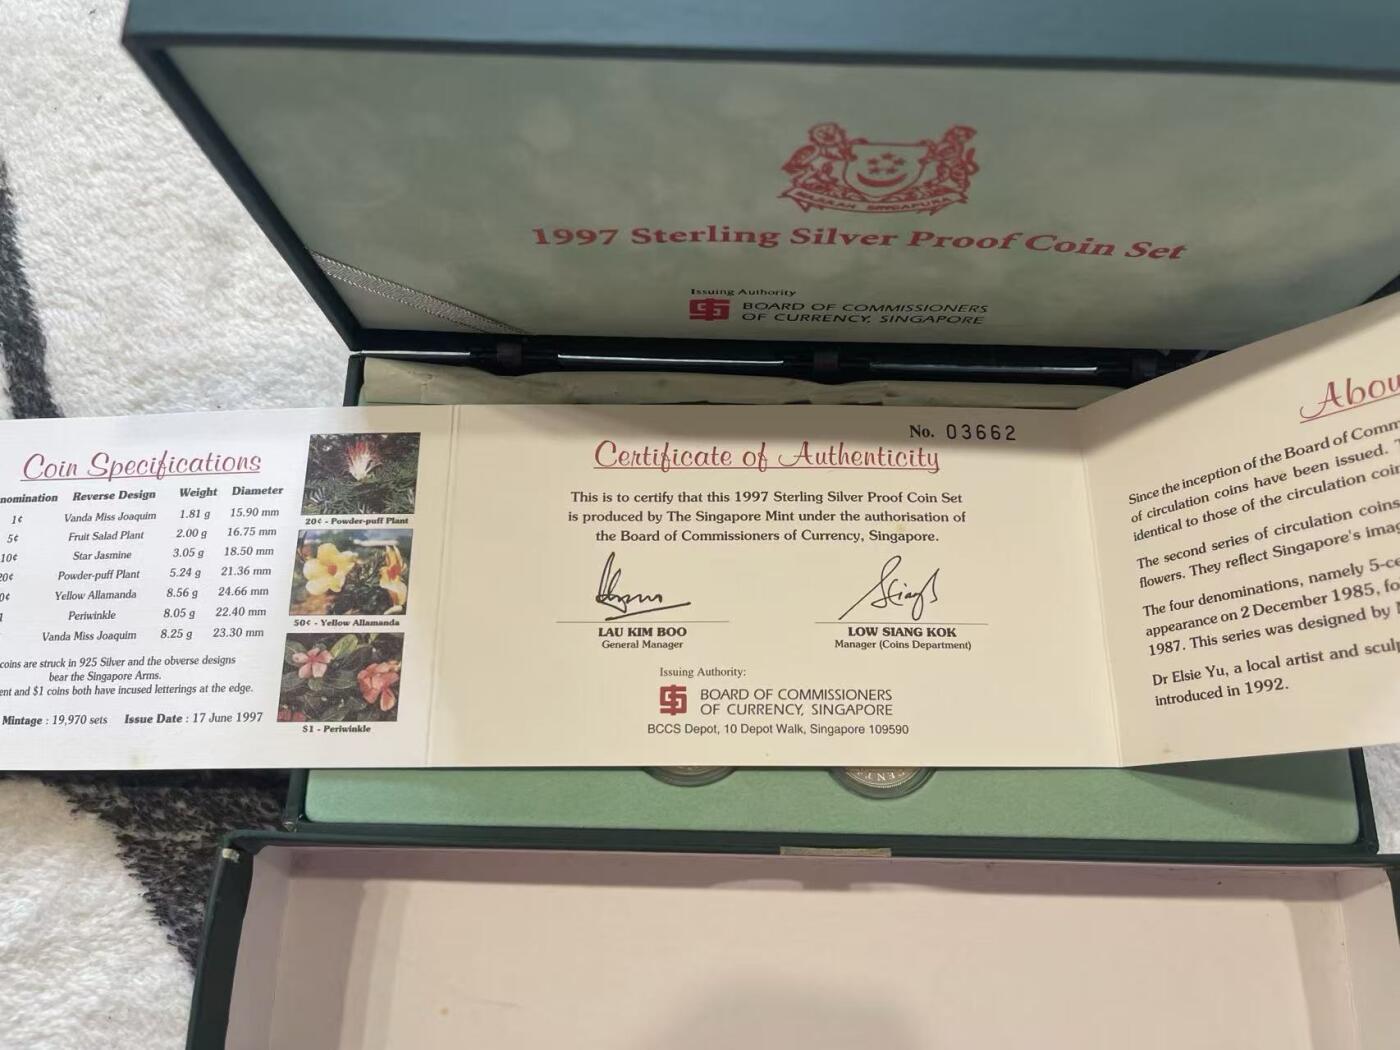 MAJULAH SINGAPURA
1997 Sterling Silver Proof Coin Set
Issuing Authority
BOARD OF COMMISSIONERS
OF CURRENCY, SINGAPORE
Coin Specifications
nomination Reverse Design Weight Diameter
1¢ Vanda Miss Joaquim 1.81 g 15.90 mm
5¢ Fruit Salad Plant 2.00 g 16.75 mm
10¢ Star Jasmine 3.05 g 18.50 mm
20¢ Powder-puff Plant 5.24 g 21.36 mm
0¢ Yellow Allamanda 8.56 g 24.66 mm
1 Periwinkle 8.05 g 22.40 mm
Vanda Miss Joaquim 8.25 g 23.30 mm
coins are struck in 925 Silver and the obverse designs
bear the Singapore Arms.
ent and $1 coins both have incused letterings at the edge.
Mintage : 19,970 sets Issue Date : 17 June 1997
20¢ - Powder-puff Plant
50¢ - Yellow Allamanda
$1 - Periwinkle
No. 03662
Certificate of Authenticity
This is to certify that this 1997 Sterling Silver Proof Coin Set
is produced by The Singapore Mint under the authorisation of
the Board of Commissioners of Currency, Singapore.
LAU KIM BOO
General Manager
LOW SIANG KOK
Manager (Coins Department)
Issuing Authority:
BOARD OF COMMISSIONERS
OF CURRENCY, SINGAPORE
BCCS Depot, 10 Depot Walk, Singapore 109590
Abou
Since the inception of the Board of Comm
of circulation coins have been issued. T
identical to those of the circulation coin
The second series of circulation coins
flowers. They reflect Singapore's imag
The four denominations, namely 5-ce
appearance on 2 December 1985, fo
1987. This series was designed by
Dr Elsie Yu, a local artist and sculp
introduced in 1992.